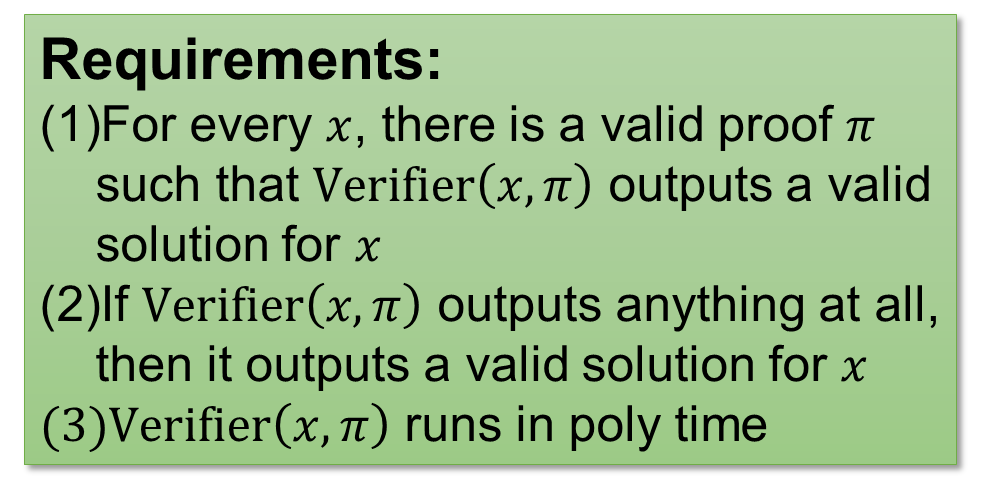 Requirements:
(1)For every 𝑥, there is a valid proof 𝜋
such that Verifier(𝑥, 𝜋) outputs a valid
solution for 𝑥
(2)If Verifier(𝑥, 𝜋) outputs anything at all,
then it outputs a valid solution for 𝑥
(3)Verifier(𝑥, 𝜋) runs in poly time